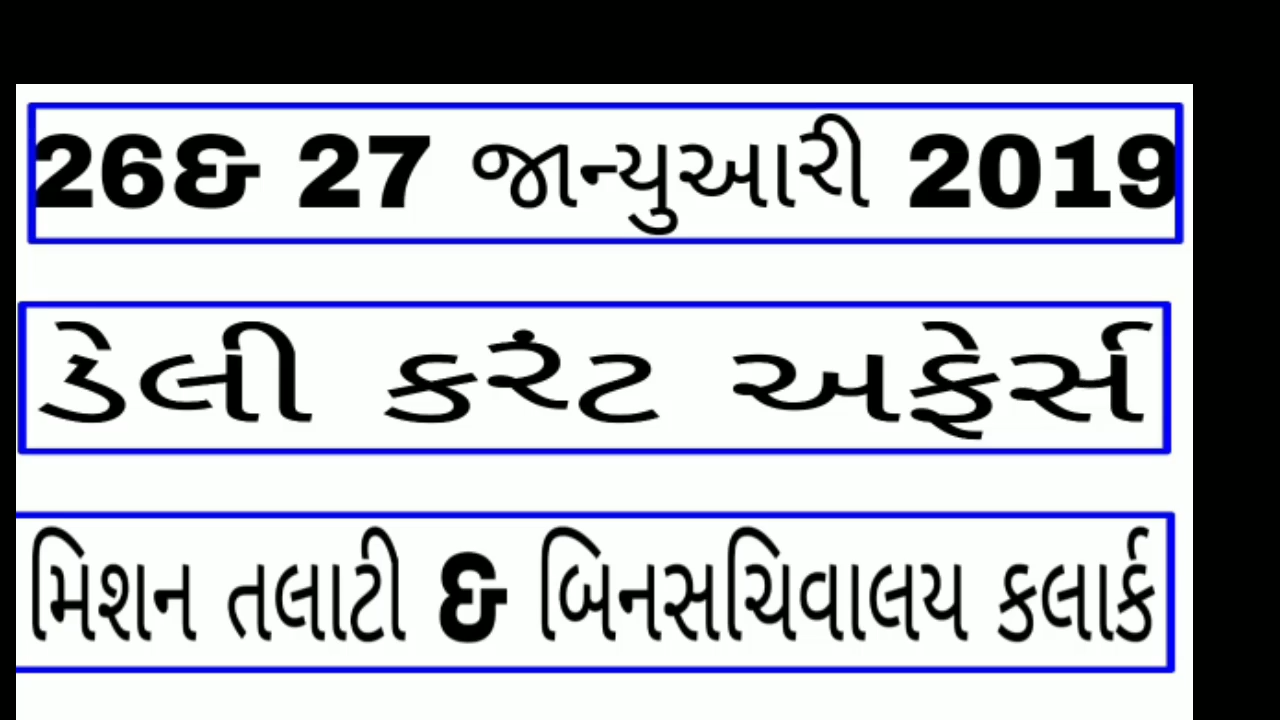 26& 27 જાન્યુઆરી 2019
ડેલી કરંટ અફેર્સ
મિશન તલાટી & બિનસચિવાલય કલાર્ક